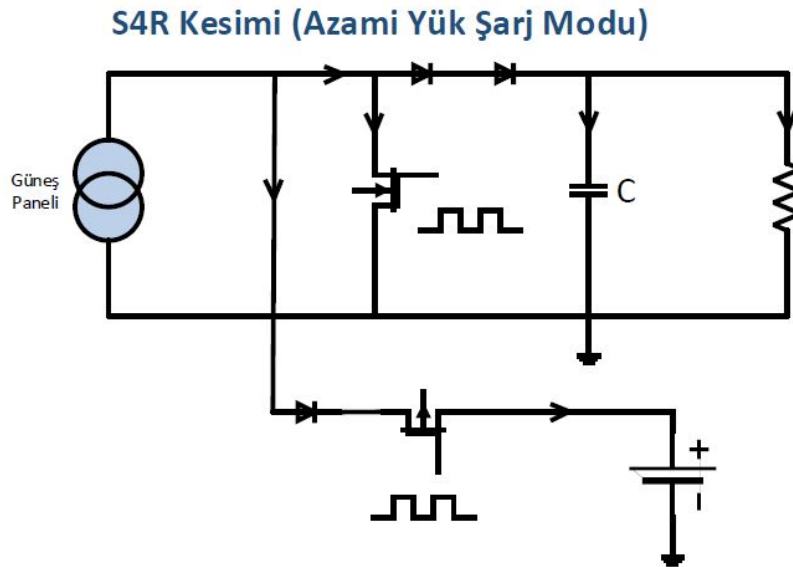 S4R Kesimi (Azami Yük Şarj Modu)
Güneş
Paneli
C
+
-